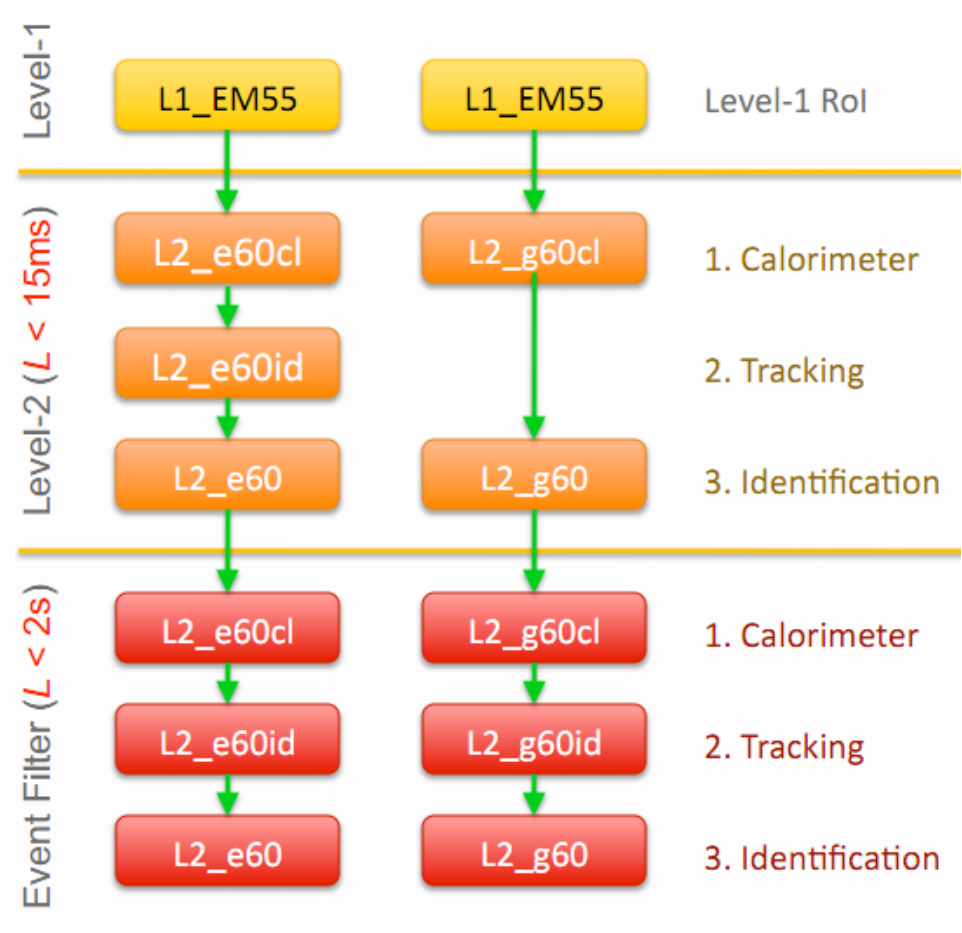 Level-1
L1_EM55 L1_EM55 Level-1 RoI
Level-2 (L < 15ms)
L2_e60cl L2_g60cl 1. Calorimeter
L2_e60id 2. Tracking
L2_e60 L2_g60 3. Identification
Event Filter (L < 2s)
L2_e60cl L2_g60cl 1. Calorimeter
L2_e60id L2_g60id 2. Tracking
L2_e60 L2_g60 3. Identification